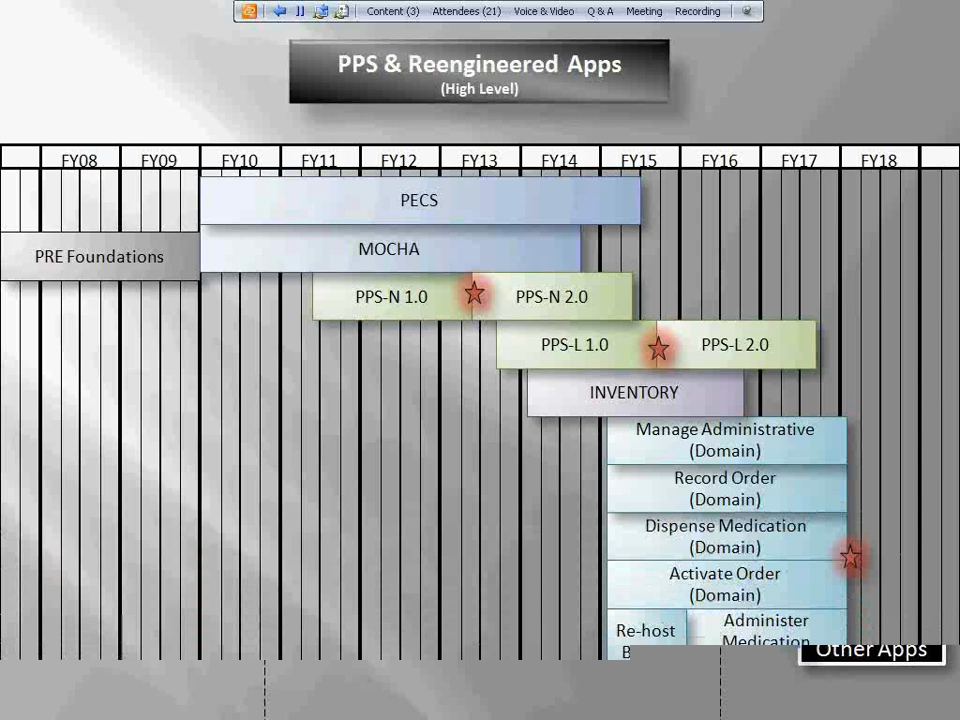 Content (3) Attendees (21) Voice & Video Q & A Meeting Recording
PPS & Reengineered Apps
(High Level)
FY08 FY09 FY10 FY11 FY12 FY13 FY14 FY15 FY16 FY17 FY18
PECS
MOCHA
PRE Foundations
PPS-N 1.0 PPS-N 2.0
PPS-L 1.0 PPS-L 2.0
INVENTORY
Manage Administrative
(Domain)
Record Order
(Domain)
Dispense Medication
(Domain)
Activate Order
(Domain)
Administer
Re-host
Medication
Other Apps